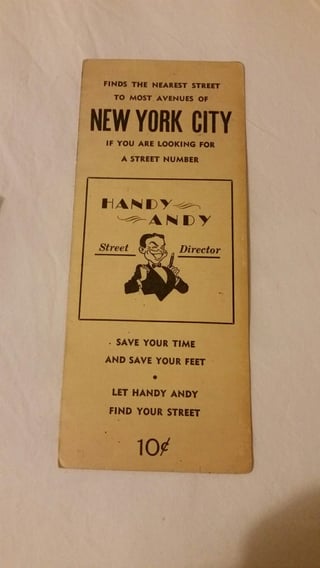 FINDS THE NEAREST STREET
TO MOST AVENUES OF
NEW YORK CITY
IF YOU ARE LOOKING FOR
A STREET NUMBER
HANDY
ANDY
Street Director
SAVE YOUR TIME
AND SAVE YOUR FEET
•
LET HANDY ANDY
FIND YOUR STREET
10¢